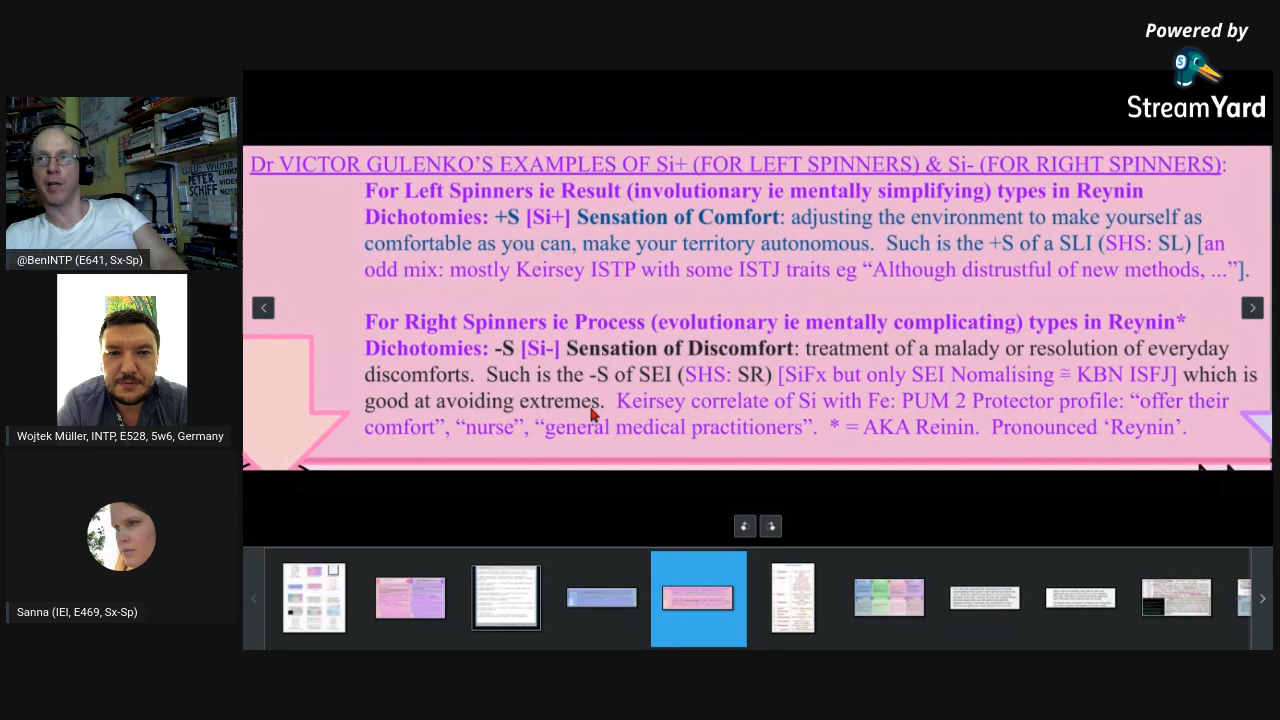 Powered by
StreamYard
Dr VICTOR GULENKO'S EXAMPLES OF Si+ (FOR LEFT SPINNERS) & Si- (FOR RIGHT SPINNERS):
For Left Spinners ie Result (involutionary ie mentally simplifying) types in Reynin
Dichotomies: +S [Si+] Sensation of Comfort: adjusting the environment to make yourself as
comfortable as you can, make your territory autonomous. Such is the +S of a SLI (SHS: SL) [an
odd mix: mostly Keirsey ISTP with some ISTJ traits eg “Although distrustful of new methods, ...”].
For Right Spinners ie Process (evolutionary ie mentally complicating) types in Reynin*
Dichotomies: -S [Si-] Sensation of Discomfort: treatment of a malady or resolution of everyday
discomforts. Such is the -S of SEI (SHS: SR) [SiFx but only SEI Nomalising ≅ KBN ISFJ] which is
good at avoiding extremes. Keirsey correlate of Si with Fe: PUM 2 Protector profile: “offer their
comfort”, “nurse”, “general medical practitioners”. * = AKA Reinin. Pronounced ‘Reynin’.
PETER
SCHIFF
@BenINTP (E641, Sx-Sp)
Wojtek Müller, INTP, E528, 5w6, Germany
Sanna (IEI, E469, Sx-Sp)